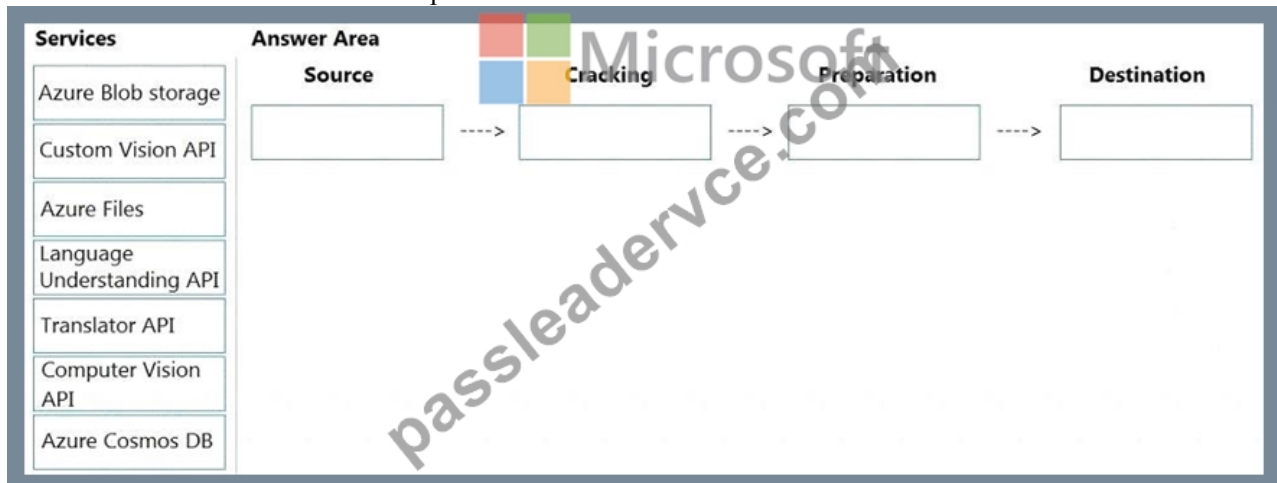 Services
Answer Area
Microsoft
Source
Cracking
Preparation
Destination
Azure Blob storage
---->
---->
---->
Custom Vision API
Azure Files
Language
Understanding API
Translator API
Computer Vision
API
Azure Cosmos DB
passleadervce.com